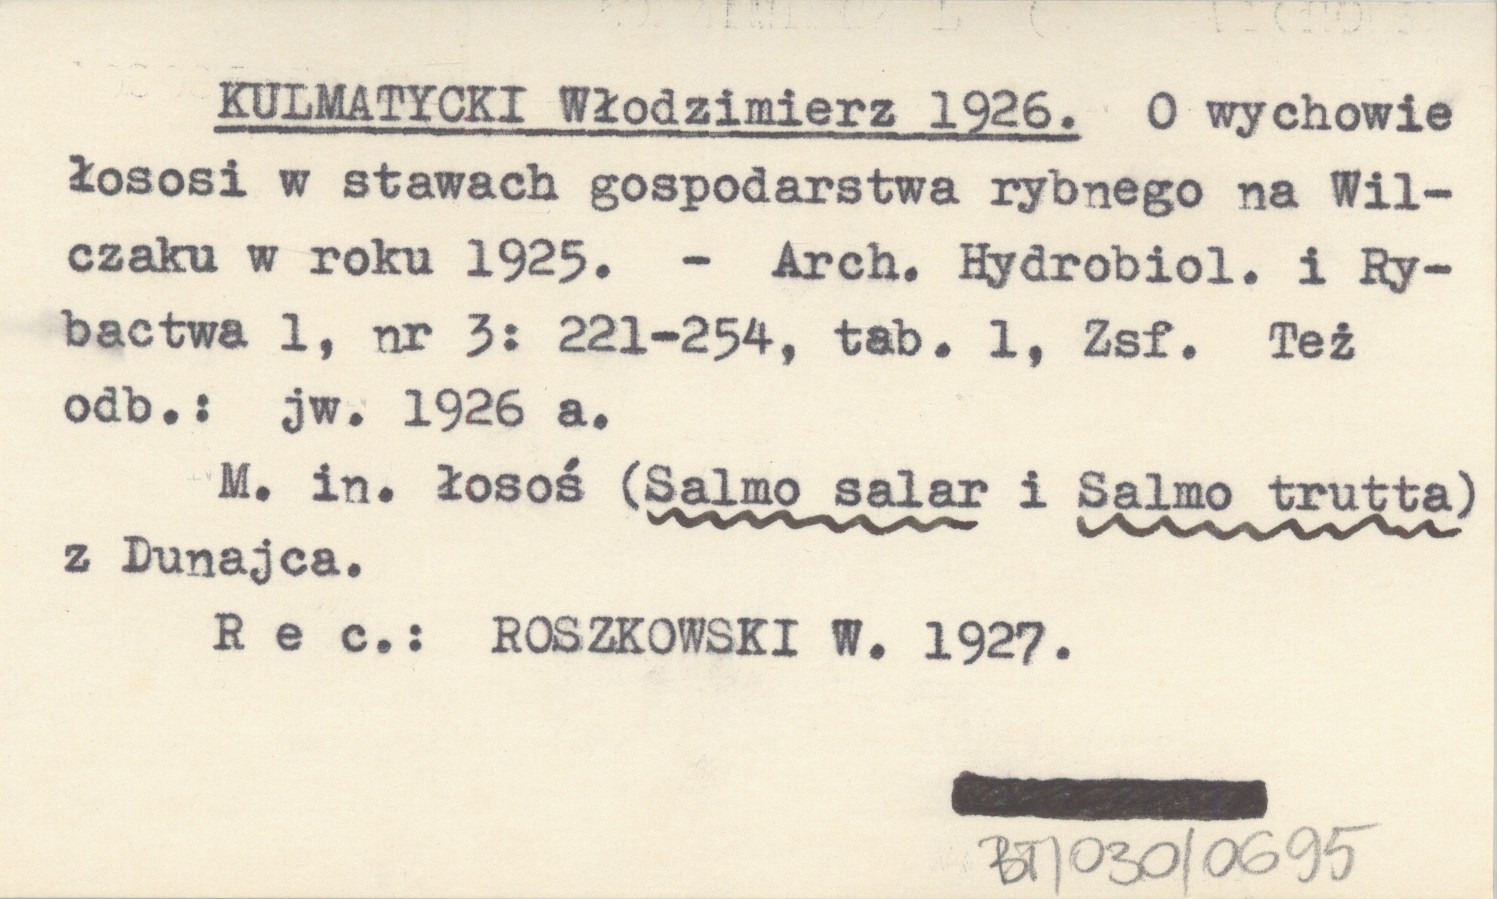 KULMATYCKI Włodzimierz 1926. O wychowie
łososi w stawach gospodarstwa rybnego na Wil-
czaku w roku 1925. - Arch. Hydrobiol. i Ry-
bactwa 1, nr 3: 221-254, tab. 1, Zsf. Też
odb.: jw. 1926 a.
M. in. łosoś (Salmo salar i Salmo trutta)
z Dunajca.
R e c.: ROSZKOWSKI W. 1927.
BT/030/0695